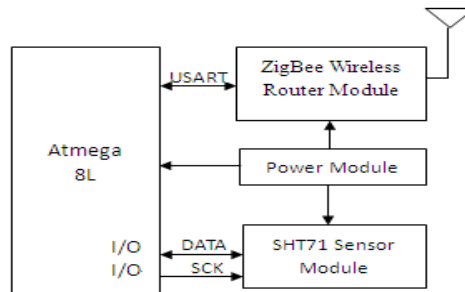 USART
ZigBee Wireless
Router Module
Atmega
8L
Power Module
I/O
DATA
I/O
SCK
SHT71 Sensor
Module